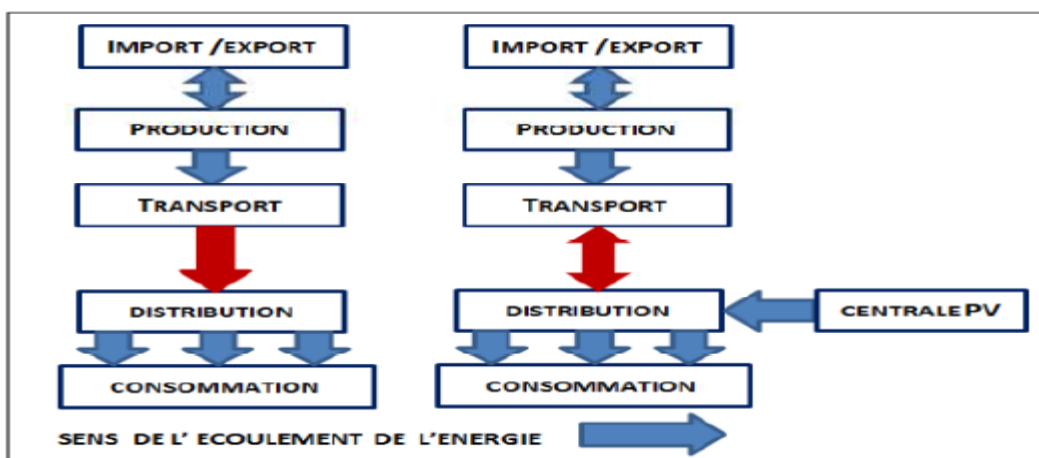 IMPORT /EXPORT
PRODUCTION
TRANSPORT
DISTRIBUTION
CONSOMMATION
IMPORT /EXPORT
PRODUCTION
TRANSPORT
DISTRIBUTION
CENTRALE PV
CONSOMMATION
SENS DE L' ECOULEMENT DE L'ENERGIE